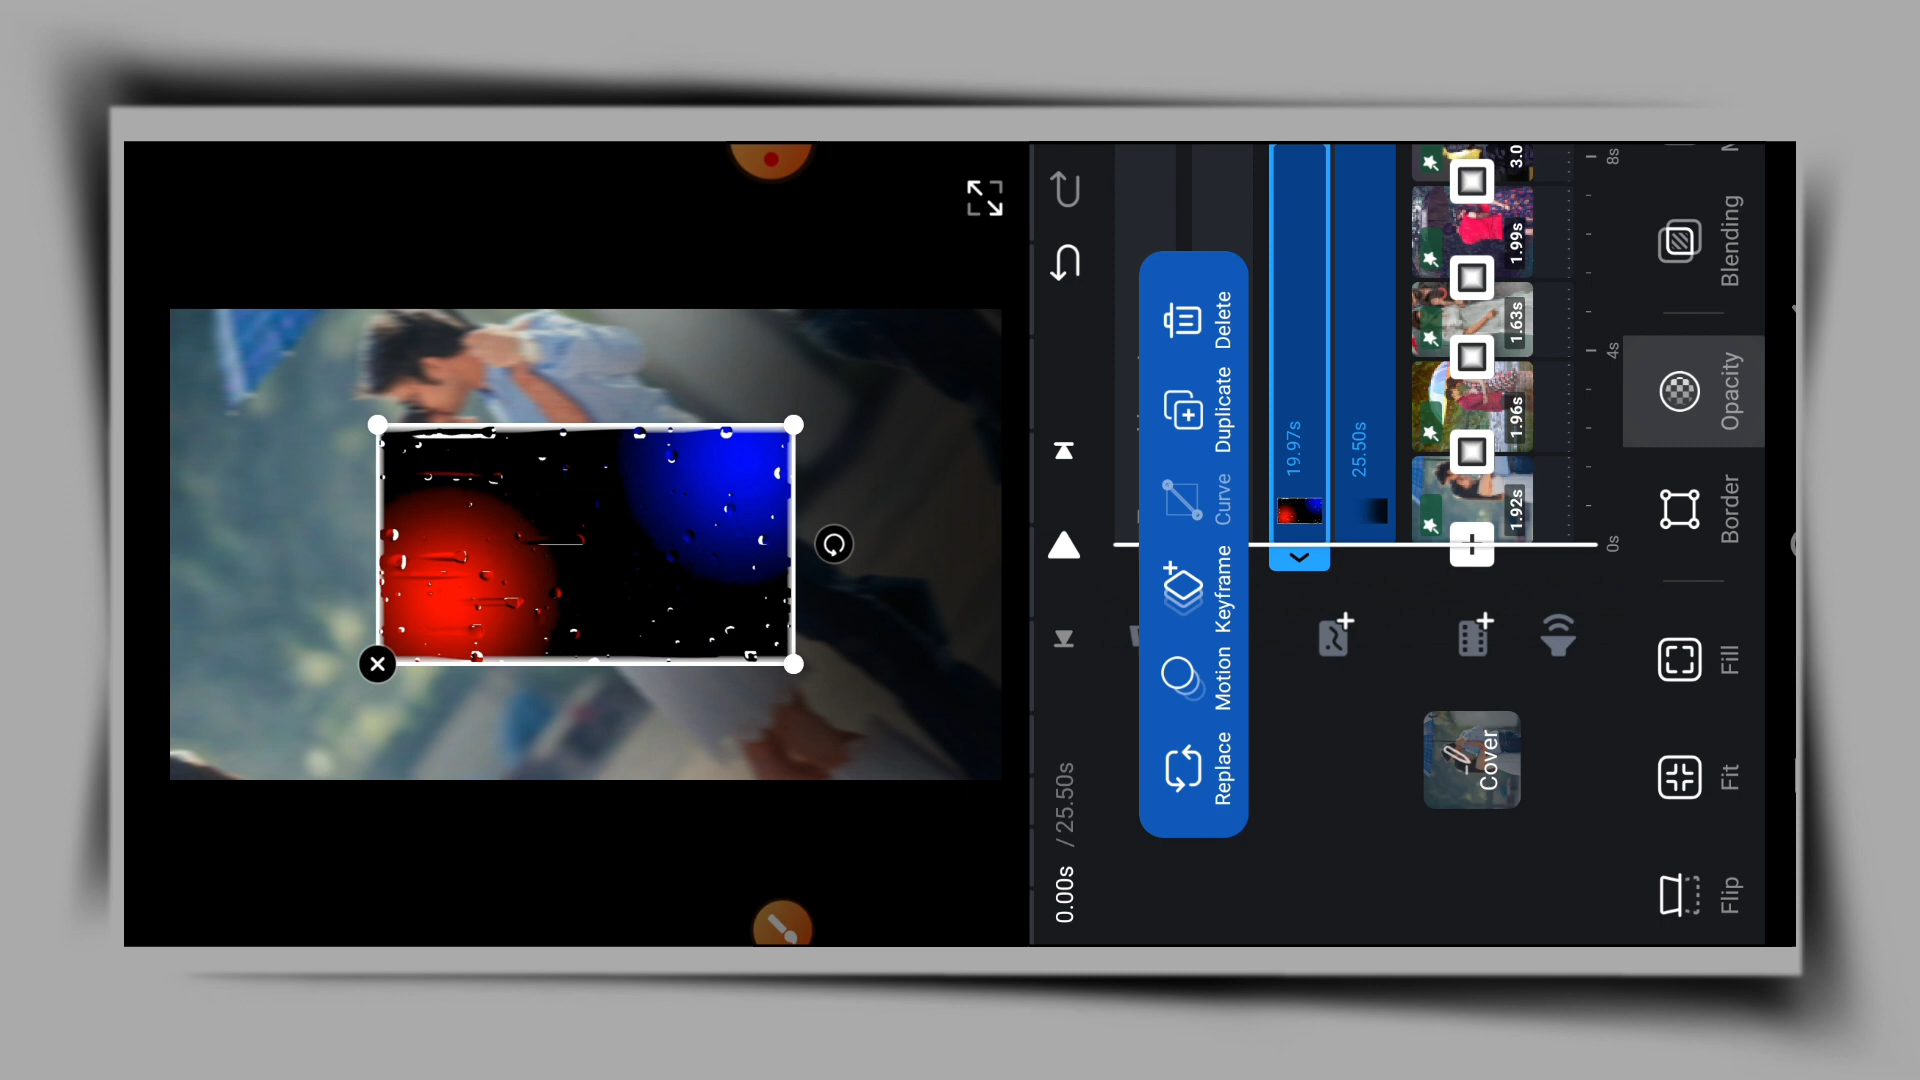 0.00s / 25.50s
Replace Motion Keyframe Curve Duplicate Delete
19.97s
25.50s
Cover
1.92s 1.96s 1.63s 1.99s 3.0
0s 4s 8s
Flip Fit Fill Border Opacity Blending